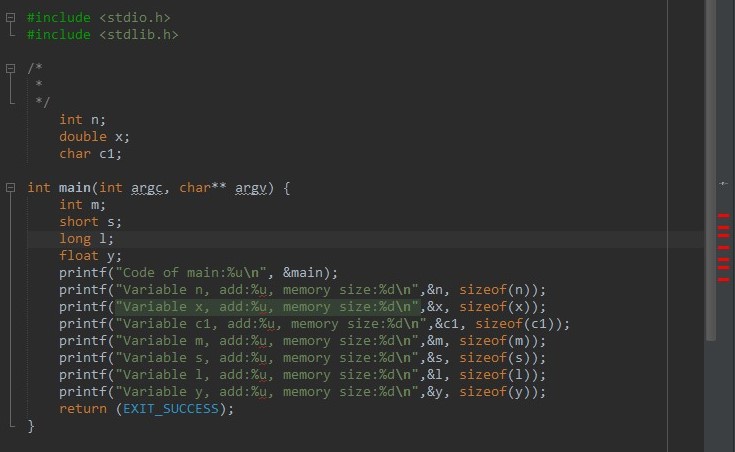 #include <stdio.h>
#include <stdlib.h>
/*
*
*/
int n;
double x;
char c1;
int main(int argc, char** argv) {
int m;
short s;
long l;
float y;
printf("Code of main:%u\n", &main);
printf("Variable n, add:%u, memory size:%d\n",&n, sizeof(n));
printf("Variable x, add:%u, memory size:%d\n",&x, sizeof(x));
printf("Variable c1, add:%u, memory size:%d\n",&c1, sizeof(c1));
printf("Variable m, add:%u, memory size:%d\n",&m, sizeof(m));
printf("Variable s, add:%u, memory size:%d\n",&s, sizeof(s));
printf("Variable l, add:%u, memory size:%d\n",&l, sizeof(l));
printf("Variable y, add:%u, memory size:%d\n",&y, sizeof(y));
return (EXIT_SUCCESS);
}